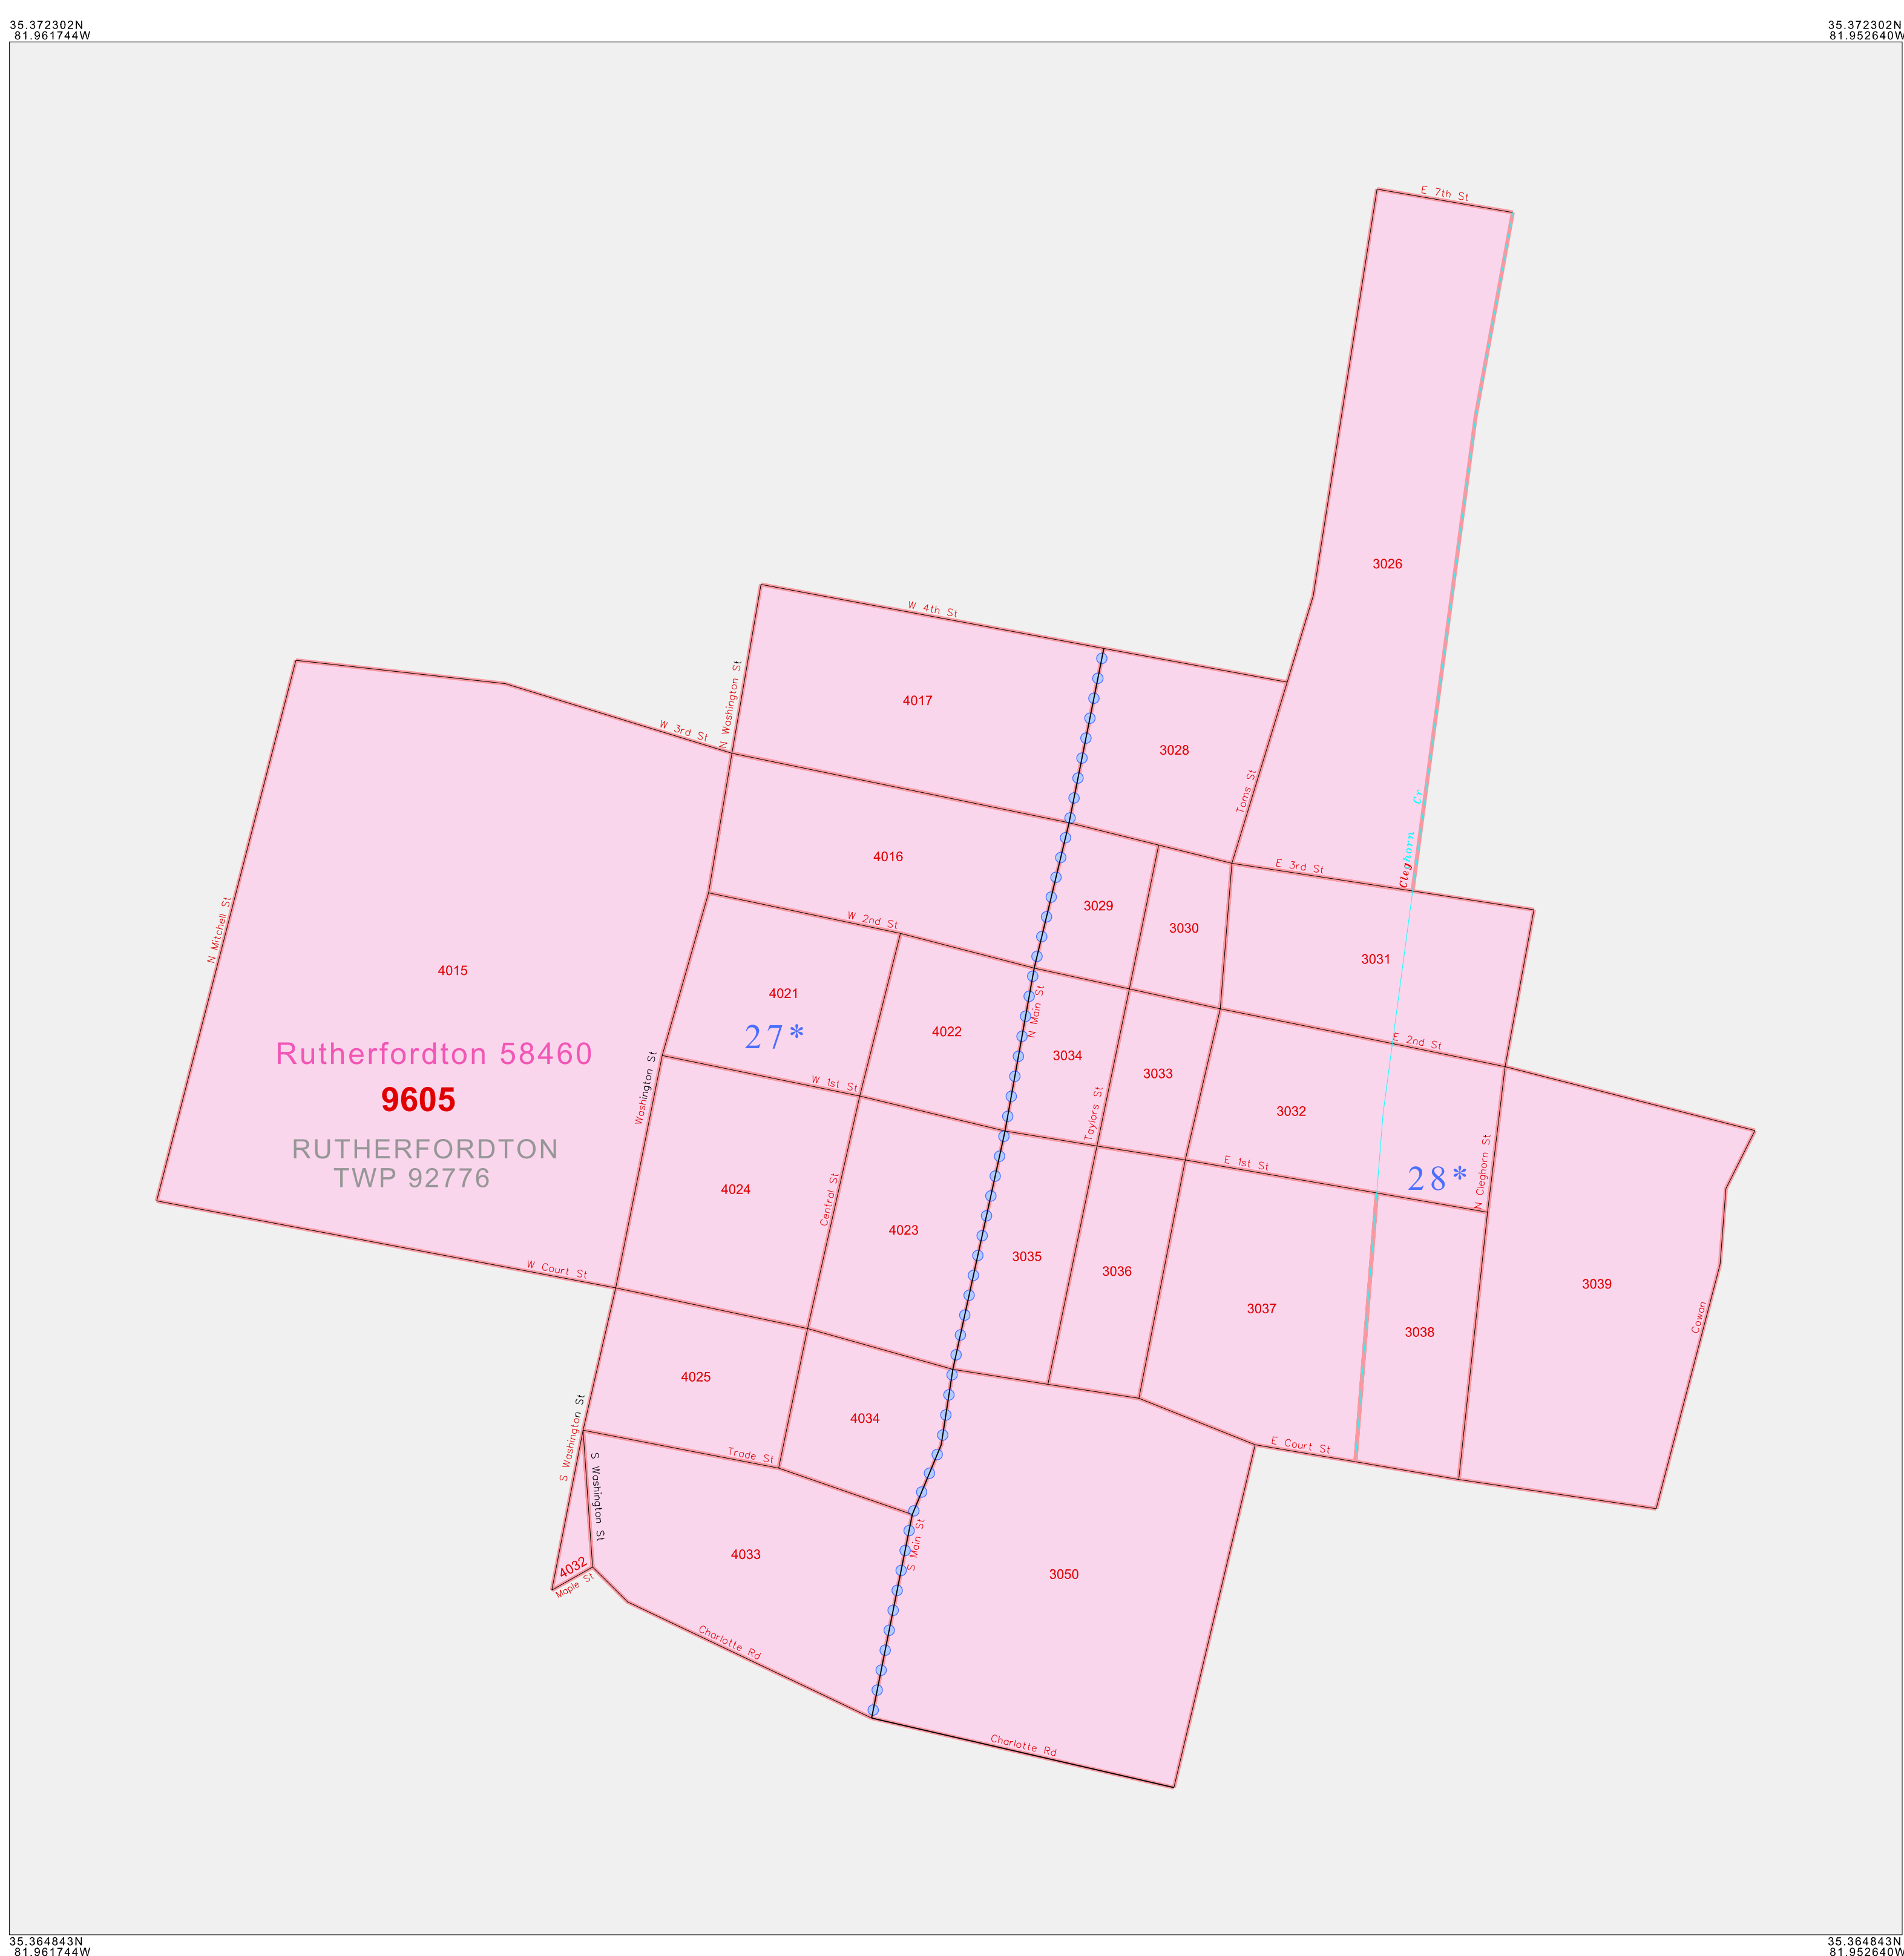 35.372302N
81.961744W
35.372302N
81.952640W
E 7th St
3026
W 4th St
N Washington St
4017
W 3rd St
3028
Toms St
Cleghorn Cr
4016
E 3rd St
3029
3030
N Mitchell St
W 2nd St
3031
4015
4021
27*
4022
N Main St
3034
E 2nd St
Rutherfordton 58460
3033
Washington St
W 1st St
9605
Taylors St
3032
RUTHERFORDTON
TWP 92776
E 1st St
28*
N Cleghorn St
4024
Central St
4023
3035
3036
W Court St
3037
3039
3038
Cowan
4025
4034
S Washington St
Trade St
E Court St
S Washington St
4033
S Main St
4032
Maple St
3050
Charlotte Rd
Charlotte Rd
35.364843N
81.961744W
35.364843N
81.952640W